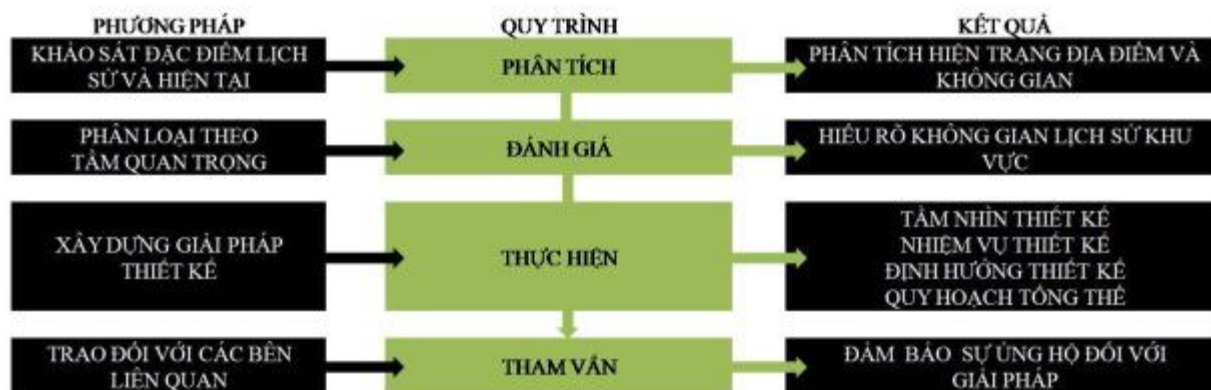 PHƯƠNG PHÁP
QUY TRÌNH
KẾT QUẢ
KHẢO SÁT ĐẶC ĐIỂM LỊCH
SỬ VÀ HIỆN TẠI
PHÂN TÍCH
PHÂN TÍCH HIỆN TRẠNG ĐỊA ĐIỂM VÀ
KHÔNG GIAN
PHÂN LOẠI THEO
TẦM QUAN TRỌNG
ĐÁNH GIÁ
HIỂU RÕ KHÔNG GIAN LỊCH SỬ KHU
VỰC
XÂY DỰNG GIẢI PHÁP
THIẾT KẾ
THỰC HIỆN
TẦM NHÌN THIẾT KẾ
NHIỆM VỤ THIẾT KẾ
ĐỊNH HƯỚNG THIẾT KẾ
QUY HOẠCH TỔNG THỂ
TRAO ĐỔI VỚI CÁC BÊN
LIÊN QUAN
THAM VẤN
ĐẢM BẢO SỰ ỦNG HỘ ĐỐI VỚI
GIẢI PHÁP